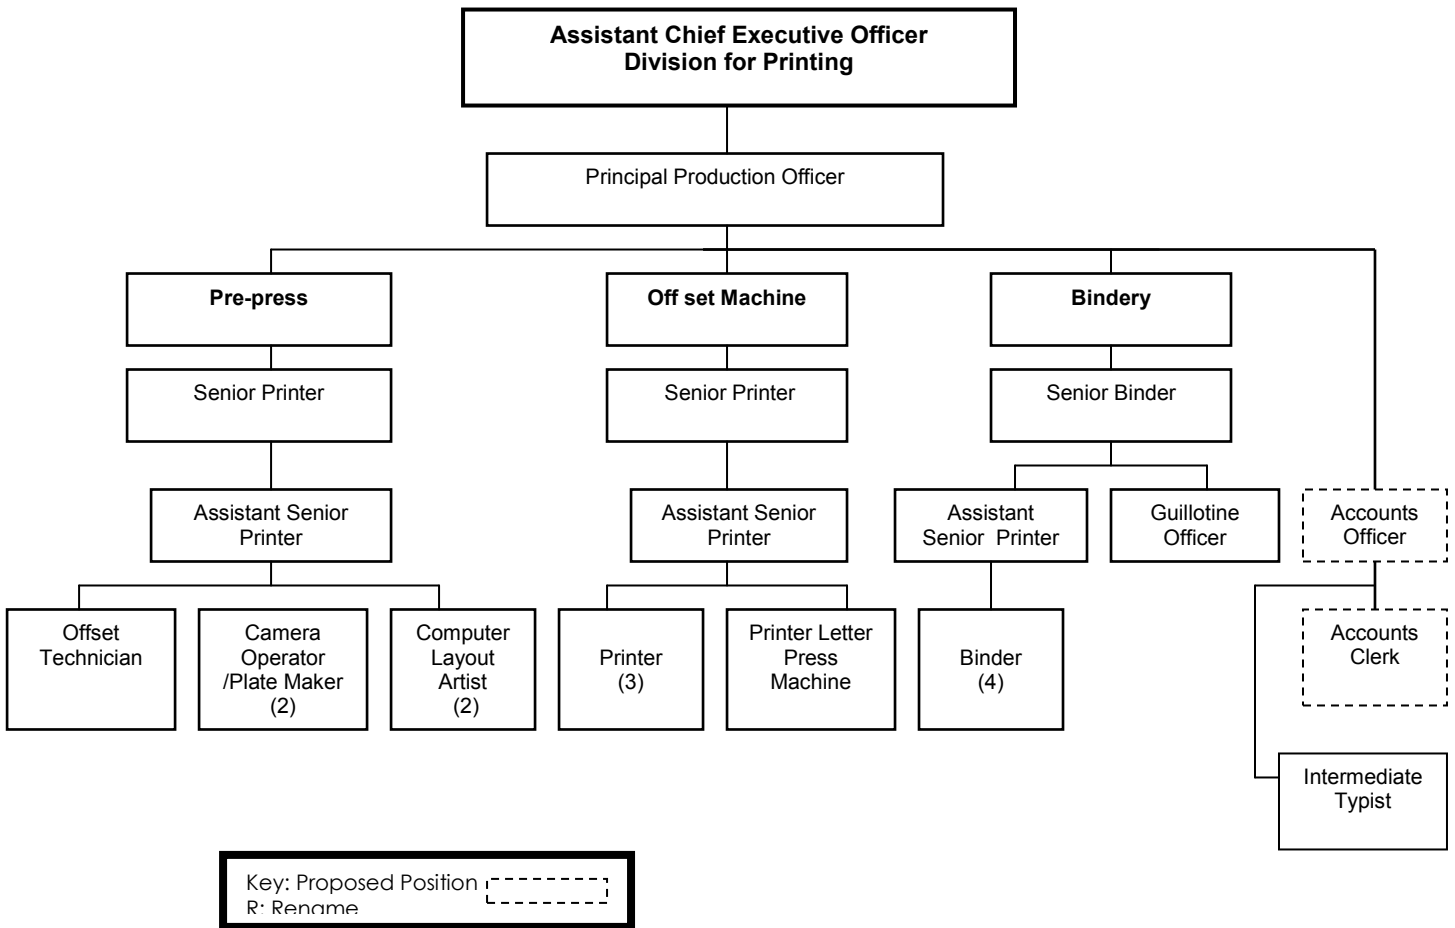 Assistant Chief Executive Officer
Division for Printing
Principal Production Officer
Pre-press
Off set Machine
Bindery
Senior Printer
Senior Printer
Senior Binder
Assistant Senior
Printer
Assistant Senior
Printer
Assistant
Senior Printer
Guillotine
Officer
Accounts
Officer
Offset
Technician
Camera
Operator
/Plate Maker
(2)
Computer
Layout
Artist
(2)
Printer
(3)
Printer Letter
Press
Machine
Binder
(4)
Accounts
Clerk
Intermediate
Typist
Key: Proposed Position
R: Rename